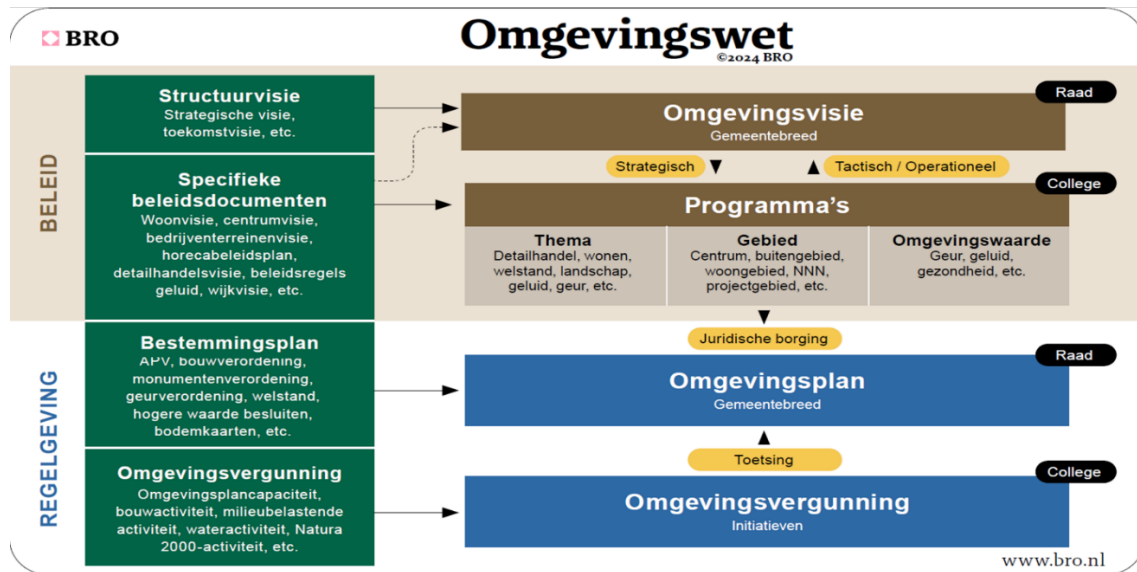 BRO
Omgevingswet
©2024 BRO
BELEID
Structuurvisie
Strategische visie,
toekomstvisie, etc.
Specifieke
beleidsdocumenten
Woonvisie, centrumvisie,
bedrijventerreinenvisie,
horecabeleidsplan,
detailhandelsvisie, beleidsregels
geluid, wijkvisie, etc.
Raad
Omgevingsvisie
Gemeentebreed
Strategisch
Tactisch / Operationeel
College
Programma's
Thema
Detailhandel, wonen,
welstand, landschap,
geluid, geur, etc.
Gebied
Centrum, buitengebied,
woongebied, NNN,
projectgebied, etc.
Omgevingswaarde
Geur, geluid,
gezondheid, etc.
Juridische borging
REGELGEVING
Bestemmingsplan
APV, bouwverordening,
monumentenverordening,
geurverordening, welstand,
hogere waarde besluiten,
bodemkaarten, etc.
Raad
Omgevingsplan
Gemeentebreed
Toetsing
Omgevingsvergunning
Omgevingsplancapaciteit,
bouwactiviteit, milieubelastende
activiteit, wateractiviteit, Natura
2000-activiteit, etc.
College
Omgevingsvergunning
Initiatieven
www.bro.nl